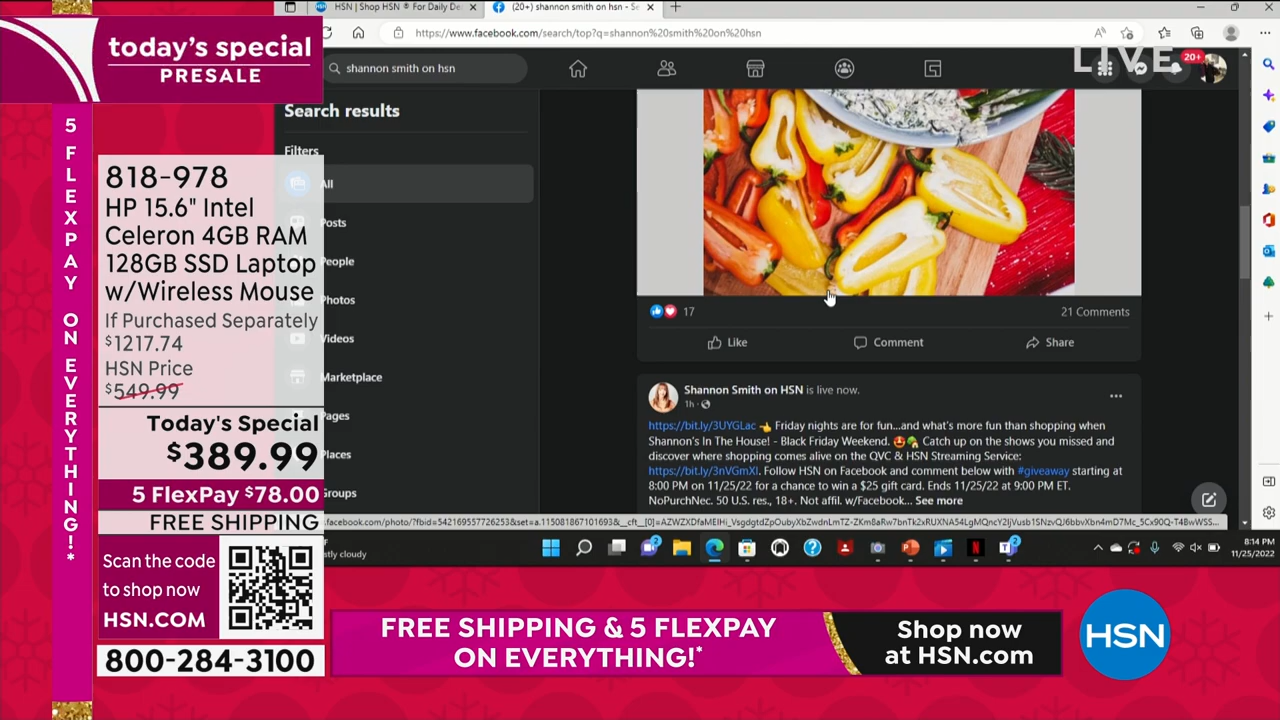 today's special
PRESALE
5 FLEXPAY ON EVERYTHING!*
818-978
HP 15.6" Intel
Celeron 4GB RAM
128GB SSD Laptop
w/Wireless Mouse
If Purchased Separately
$1217.74
HSN Price
$549.99
Today's Special
$389.99
5 FlexPay $78.00
FREE SHIPPING
Scan the code
to shop now
HSN.COM
800-284-3100
HSN | Shop HSN ® For Daily De
(20+) shannon smith on hsn - Se
https://www.facebook.com/search/top?q=shannon%20smith%20on%20hsn
LIVE
shannon smith on hsn
20+
Search results
Filters
All
Posts
People
Photos
Videos
Marketplace
Pages
Places
Groups
17
21 Comments
Like
Comment
Share
Shannon Smith on HSN is live now.
1h ·
https://bit.ly/3UYGLac 👈 Friday nights are for fun...and what's more fun than shopping when
Shannon's In The House! - Black Friday Weekend. 🤩🏡 Catch up on the shows you missed and
discover where shopping comes alive on the QVC & HSN Streaming Service:
https://bit.ly/3nVGmXI. Follow HSN on Facebook and comment below with #giveaway starting at
8:00 PM on 11/25/22 for a chance to win a $25 gift card. Ends 11/25/22 at 9:00 PM ET.
NoPurchNec. 50 U.S. res., 18+. Not affil. w/Facebook... See more
stly cloudy
2
2
8:14 PM
11/25/2022
FREE SHIPPING & 5 FLEXPAY
ON EVERYTHING!*
Shop now
at HSN.com
HSN